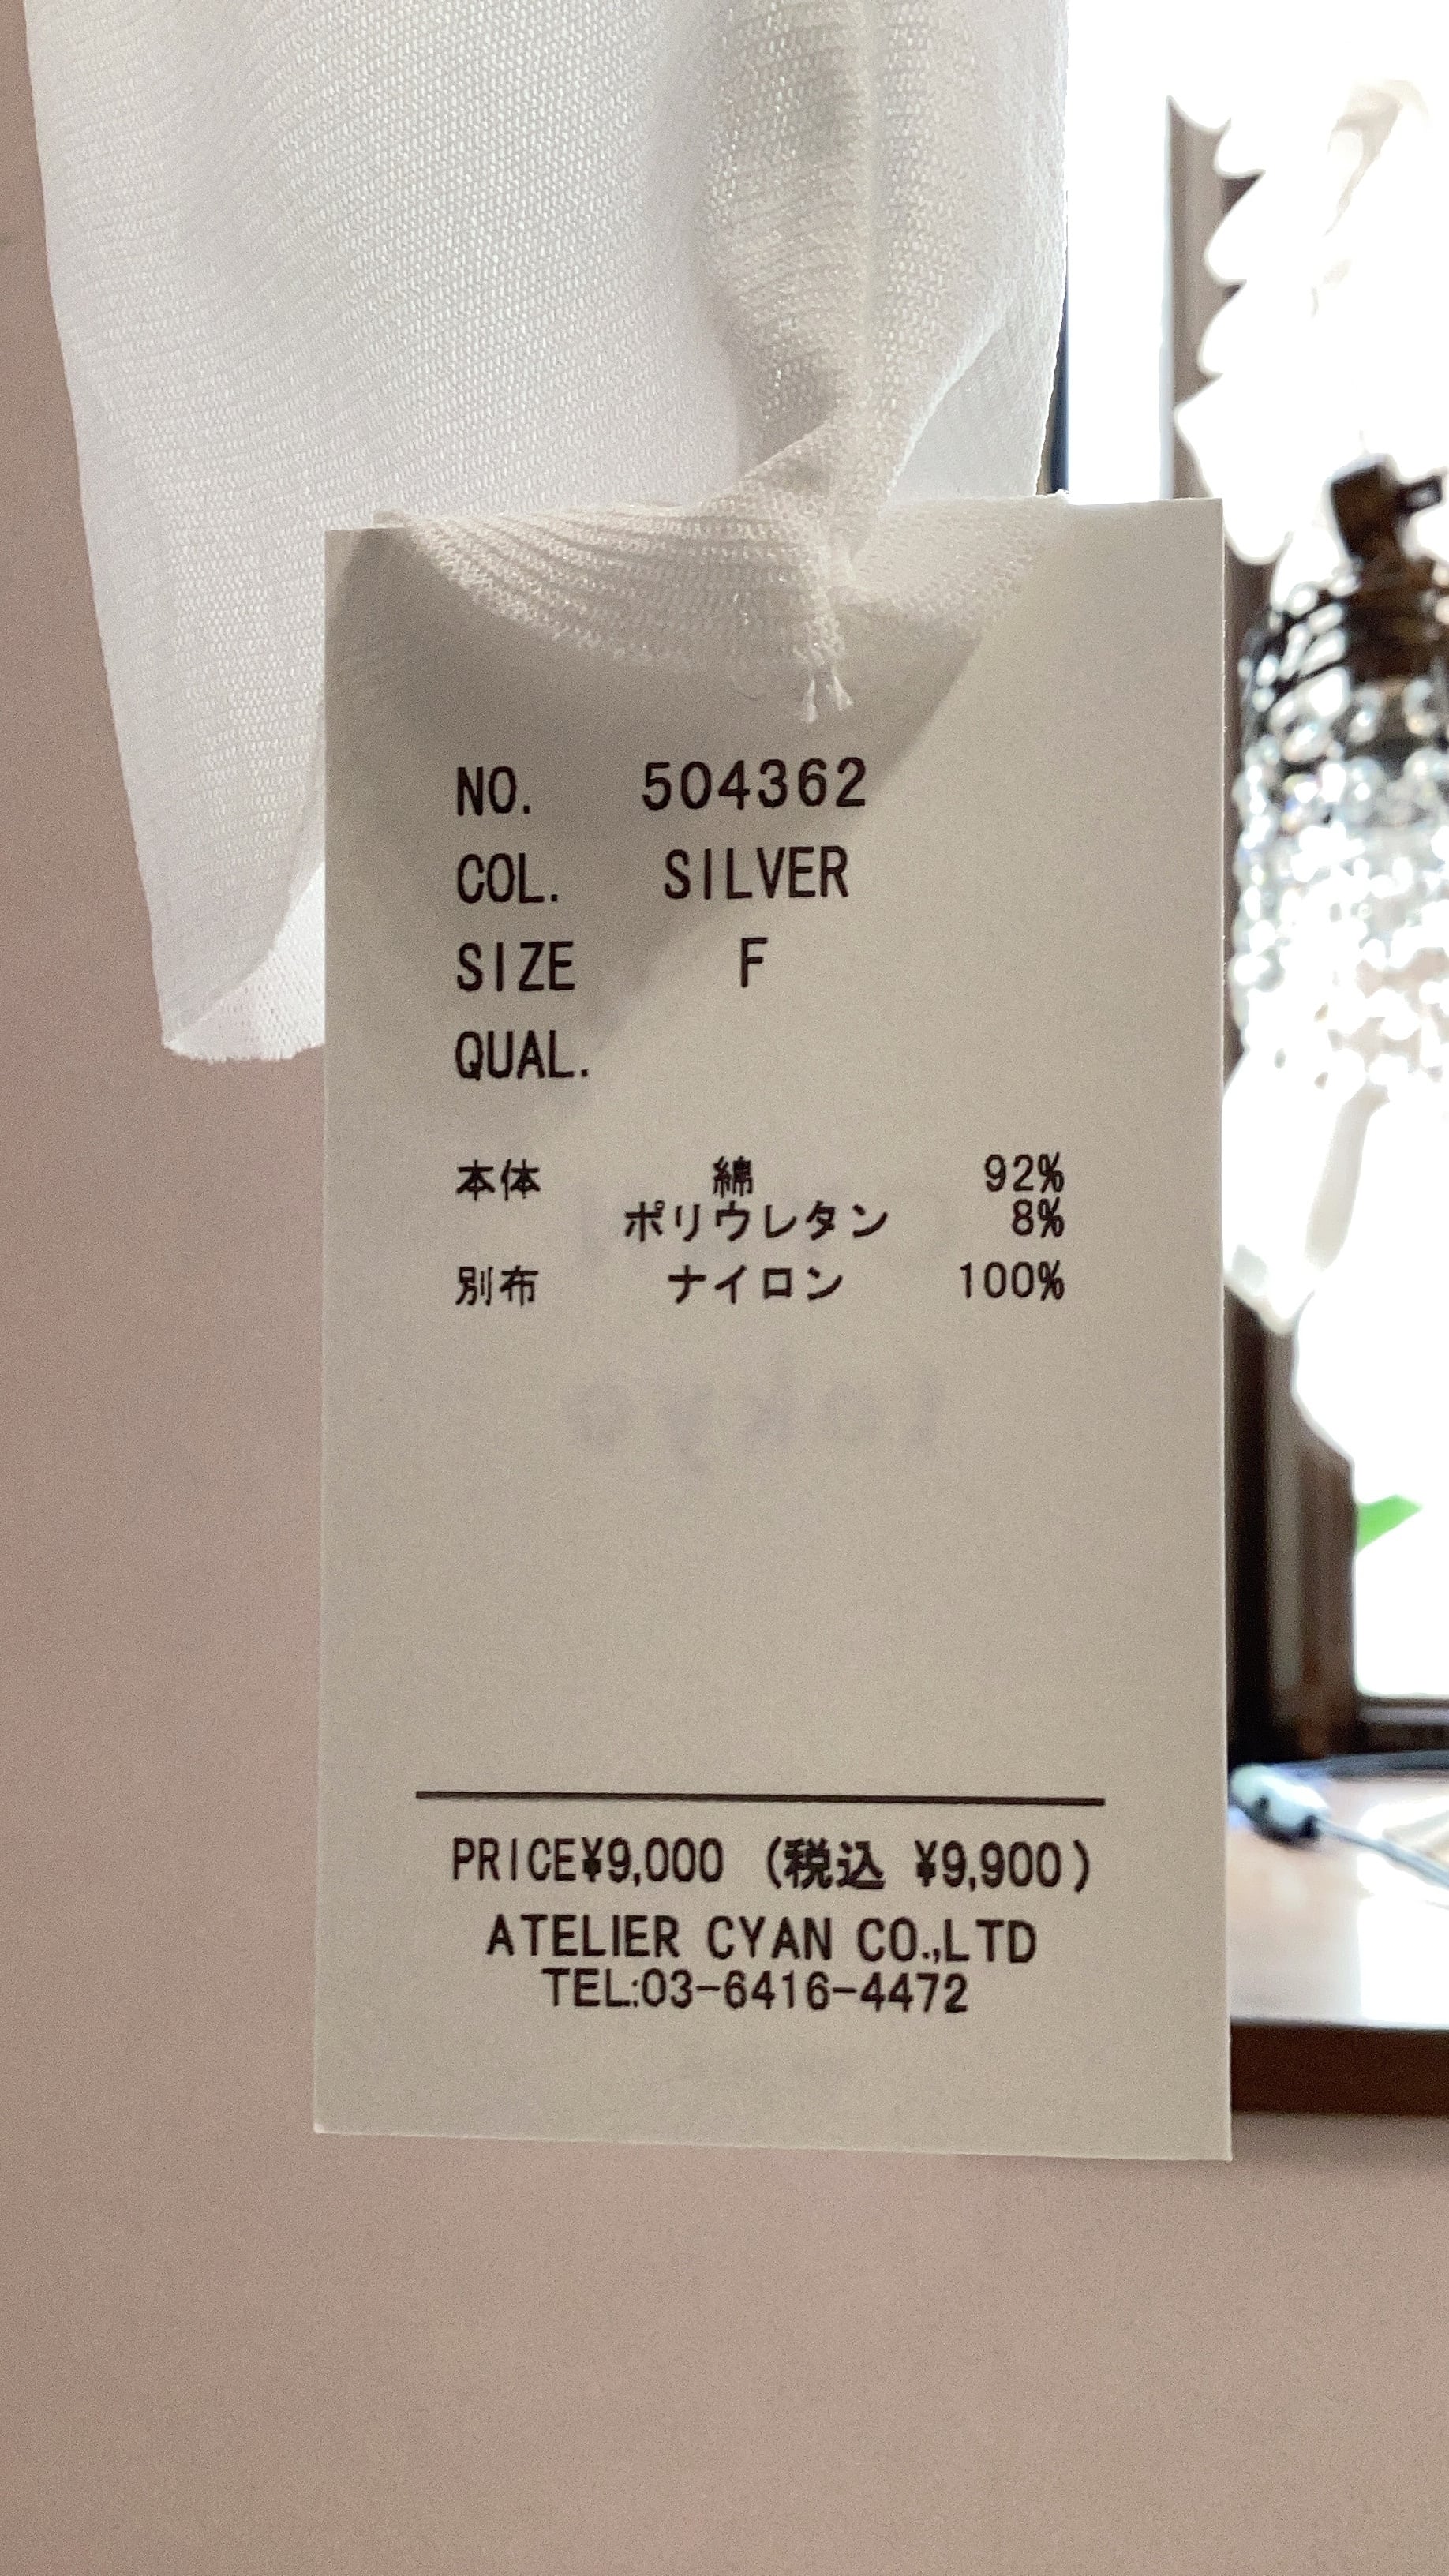 NO. 504362
COL. SILVER
SIZE F
QUAL.
本体 綿 92%
ポリウレタン 8%
別布 ナイロン 100%
PRICE¥9,000 (税込 ¥9,900)
ATELIER CYAN CO.,LTD
TEL:03-6416-4472